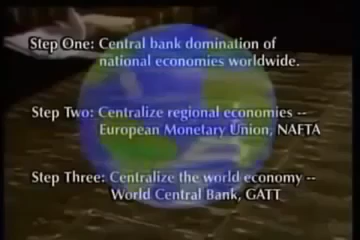 Step One: Central bank domination of
national economies worldwide.
Step Two: Centralize regional economies --
European Monetary Union, NAFTA
Step Three: Centralize the world economy --
World Central Bank, GATT